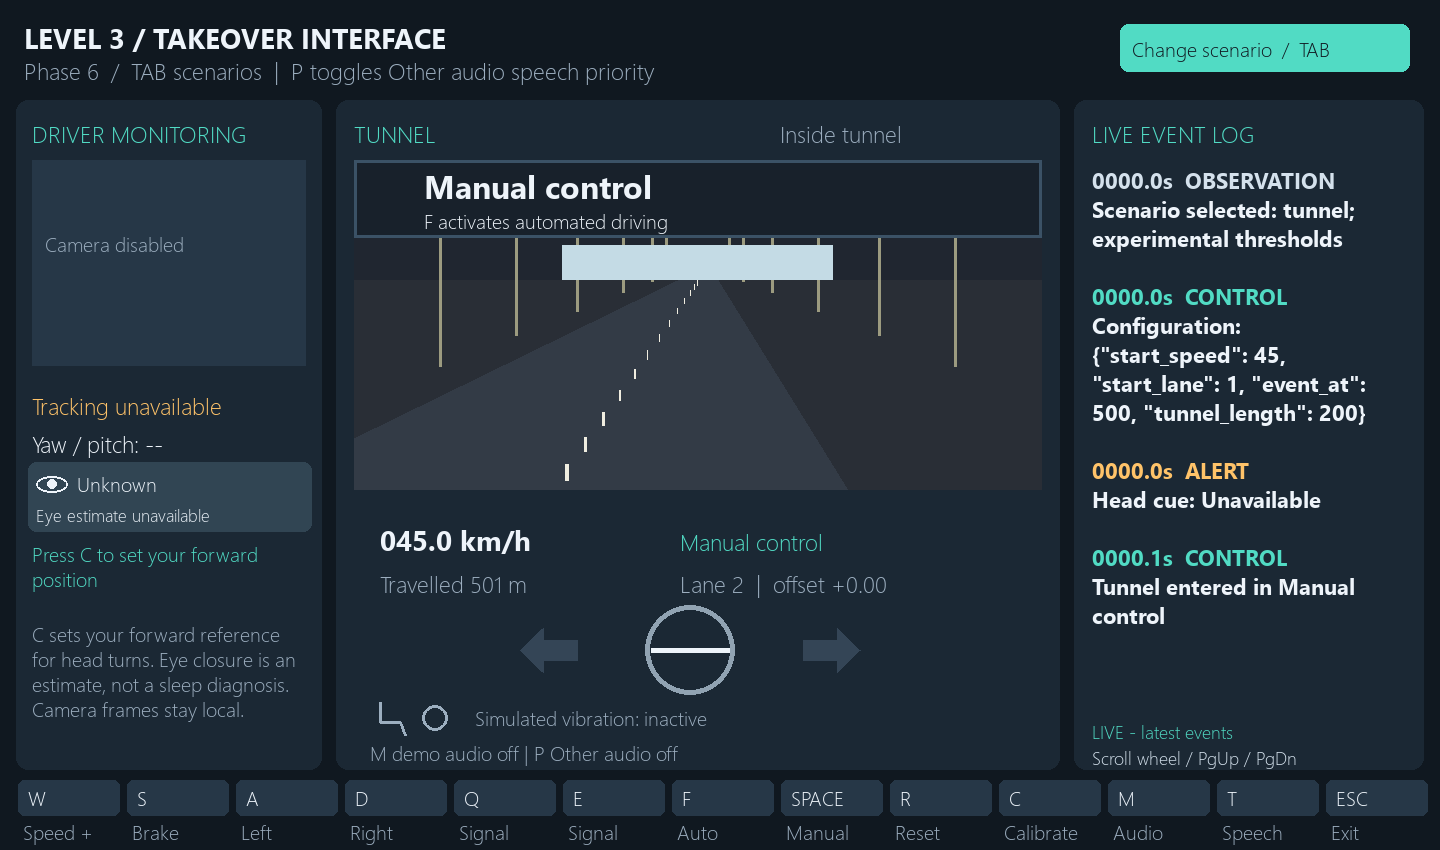 LEVEL 3 / TAKEOVER INTERFACE
Phase 6 / TAB scenarios | P toggles Other audio speech priority
Change scenario / TAB
DRIVER MONITORING
Camera disabled
Tracking unavailable
Yaw / pitch: --
Unknown
Eye estimate unavailable
Press C to set your forward
position
C sets your forward reference
for head turns. Eye closure is an
estimate, not a sleep diagnosis.
Camera frames stay local.
TUNNEL
Inside tunnel
Manual control
F activates automated driving
045.0 km/h
Manual control
Travelled 501 m
Lane 2 | offset +0.00
Simulated vibration: inactive
M demo audio off | P Other audio off
LIVE EVENT LOG
0000.0s OBSERVATION
Scenario selected: tunnel;
experimental thresholds
0000.0s CONTROL
Configuration:
{"start_speed": 45,
"start_lane": 1, "event_at":
500, "tunnel_length": 200}
0000.0s ALERT
Head cue: Unavailable
0000.1s CONTROL
Tunnel entered in Manual
control
LIVE - latest events
Scroll wheel / PgUp / PgDn
W
S
A
D
Q
E
F
SPACE
R
C
M
T
ESC
Speed +
Brake
Left
Right
Signal
Signal
Auto
Manual
Reset
Calibrate
Audio
Speech
Exit